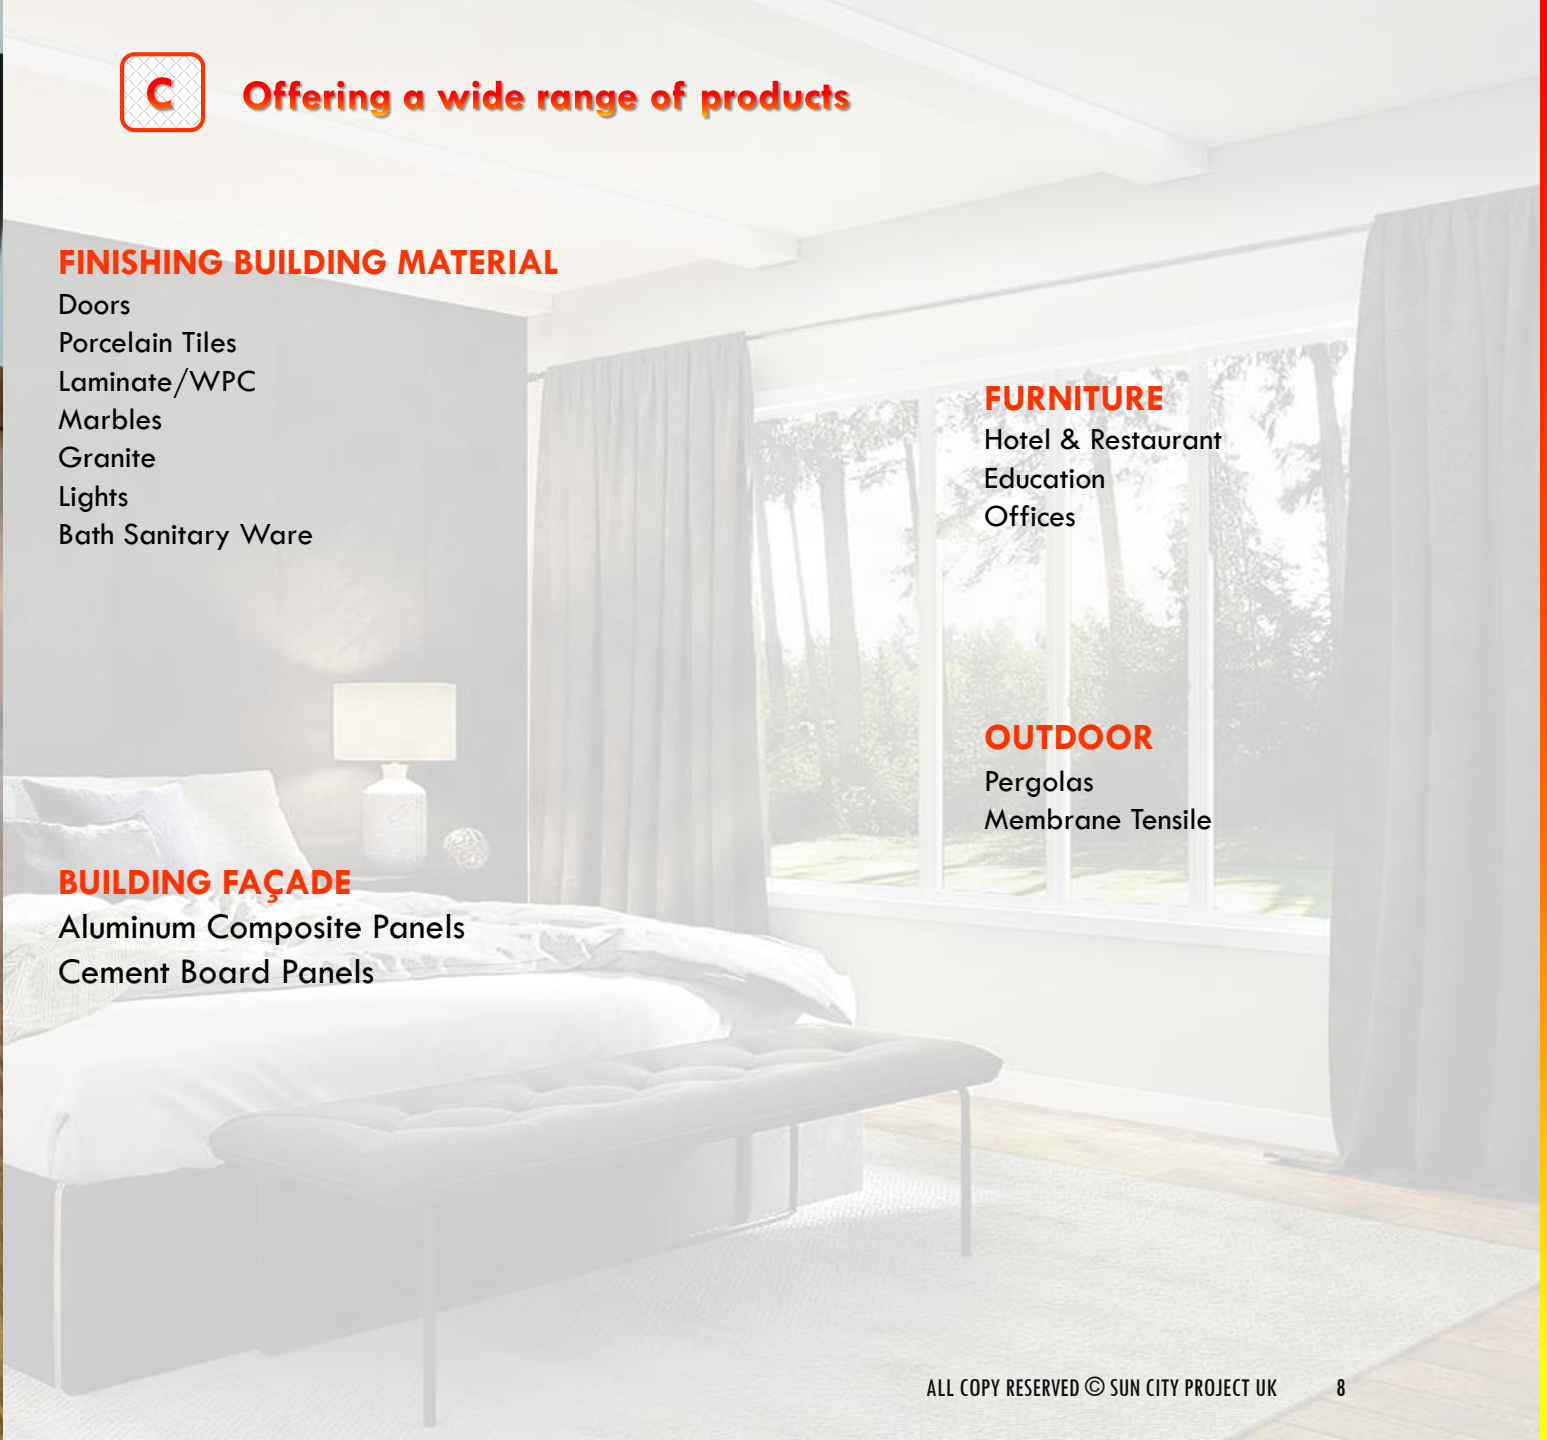 C
Offering a wide range of products
FINISHING BUILDING MATERIAL
Doors
Porcelain Tiles
Laminate/WPC
Marbles
Granite
Lights
Bath Sanitary Ware
BUILDING FAÇADE
Aluminum Composite Panels
Cement Board Panels
FURNITURE
Hotel & Restaurant
Education
Offices
OUTDOOR
Pergolas
Membrane Tensile
ALL COPY RESERVED © SUN CITY PROJECT UK
8